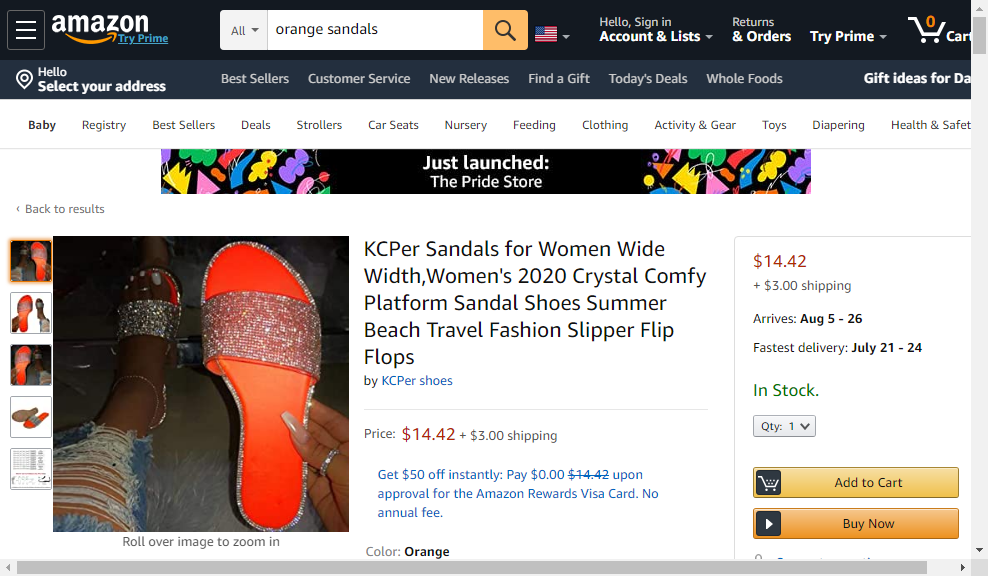 amazon
Try Prime
All
orange sandals
Hello, Sign in
Account & Lists
Returns
& Orders
Try Prime
0
Cart
Hello
Select your address
Best Sellers
Customer Service
New Releases
Find a Gift
Today's Deals
Whole Foods
Gift ideas for Da
Baby
Registry
Best Sellers
Deals
Strollers
Car Seats
Nursery
Feeding
Clothing
Activity & Gear
Toys
Diapering
Health & Safet
Just launched:
The Pride Store
‹ Back to results
KCPer Sandals for Women Wide
Width,Women's 2020 Crystal Comfy
Platform Sandal Shoes Summer
Beach Travel Fashion Slipper Flip
Flops
by KCPer shoes
Price: $14.42 + $3.00 shipping
Get $50 off instantly: Pay $0.00 $14.42 upon
approval for the Amazon Rewards Visa Card. No
annual fee.
Color: Orange
Roll over image to zoom in
$14.42
+ $3.00 shipping
Arrives: Aug 5 - 26
Fastest delivery: July 21 - 24
In Stock.
Qty: 1
Add to Cart
Buy Now